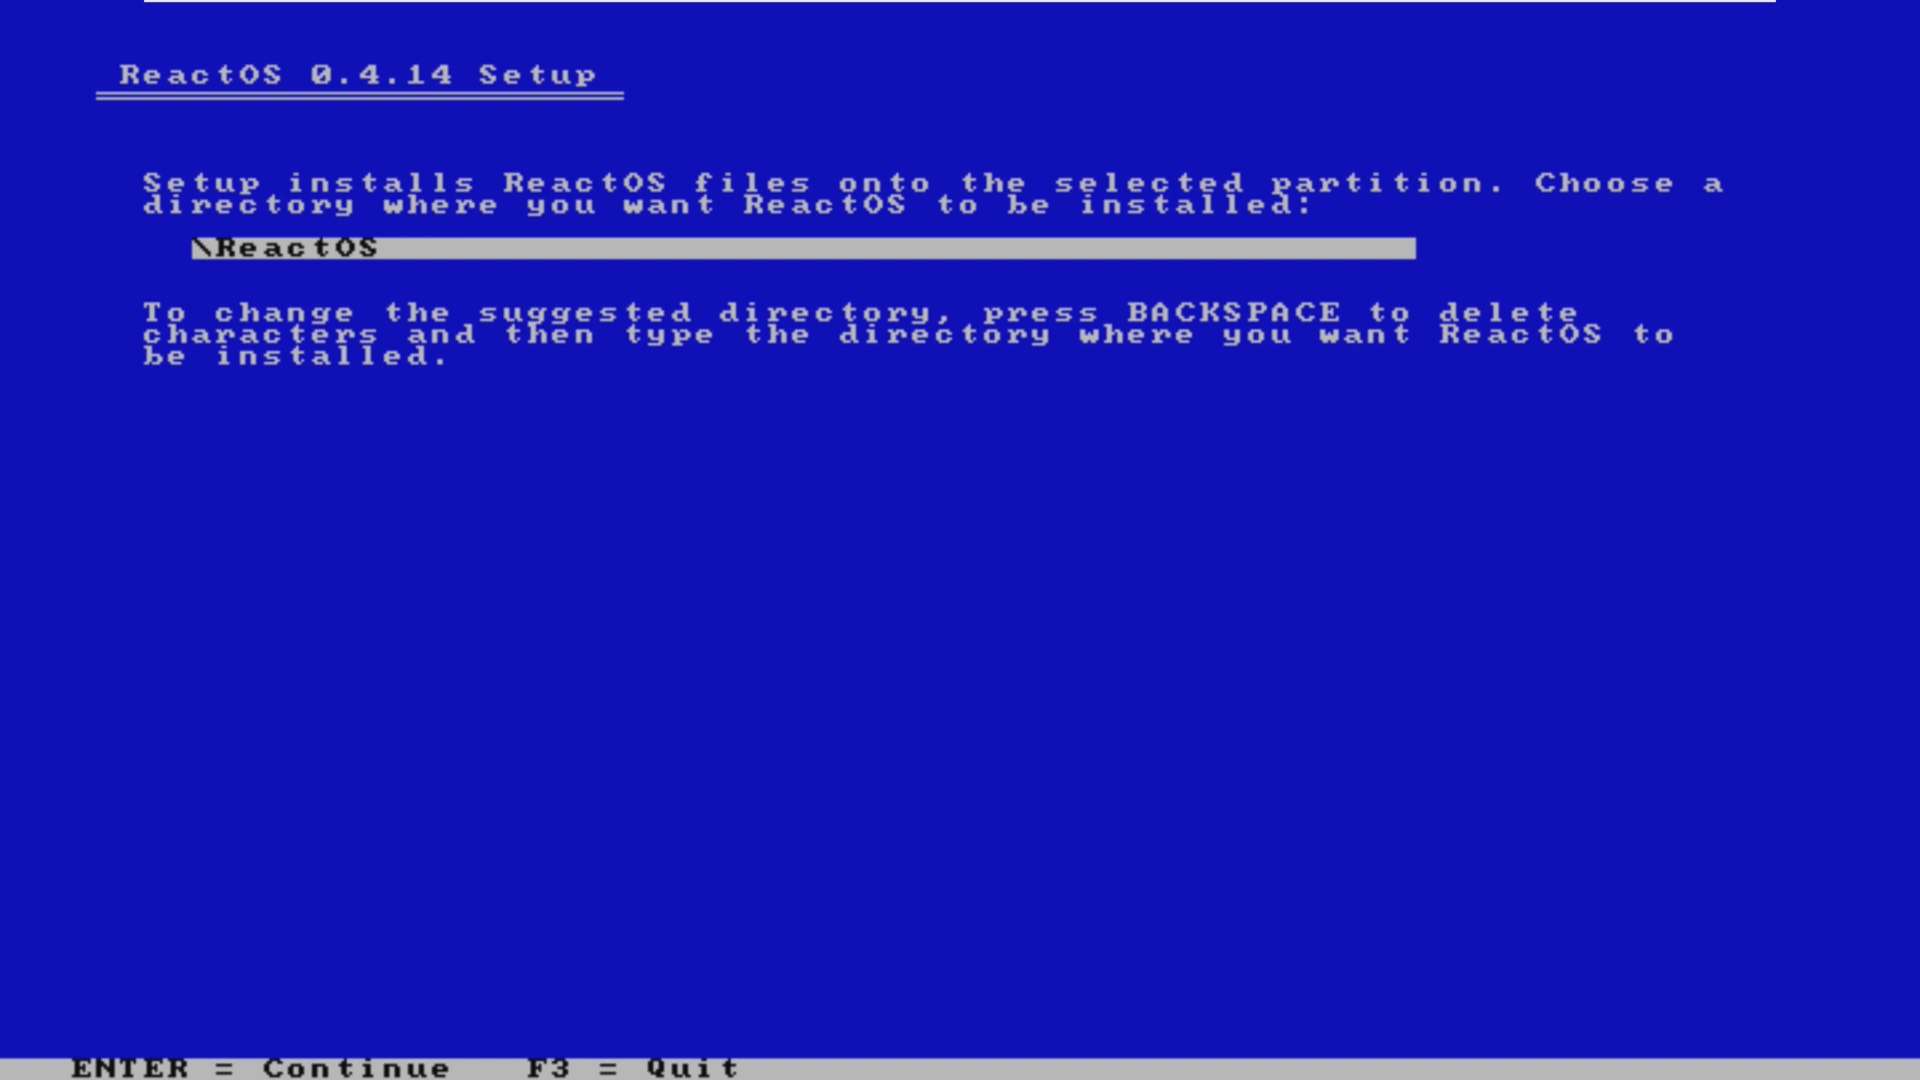 ReactOS 0.4.14 Setup
Setup installs ReactOS files onto the selected partition. Choose a
directory where you want ReactOS to be installed:
\ReactOS
To change the suggested directory, press BACKSPACE to delete
characters and then type the directory where you want ReactOS to
be installed.
ENTER = Continue   F3 = Quit